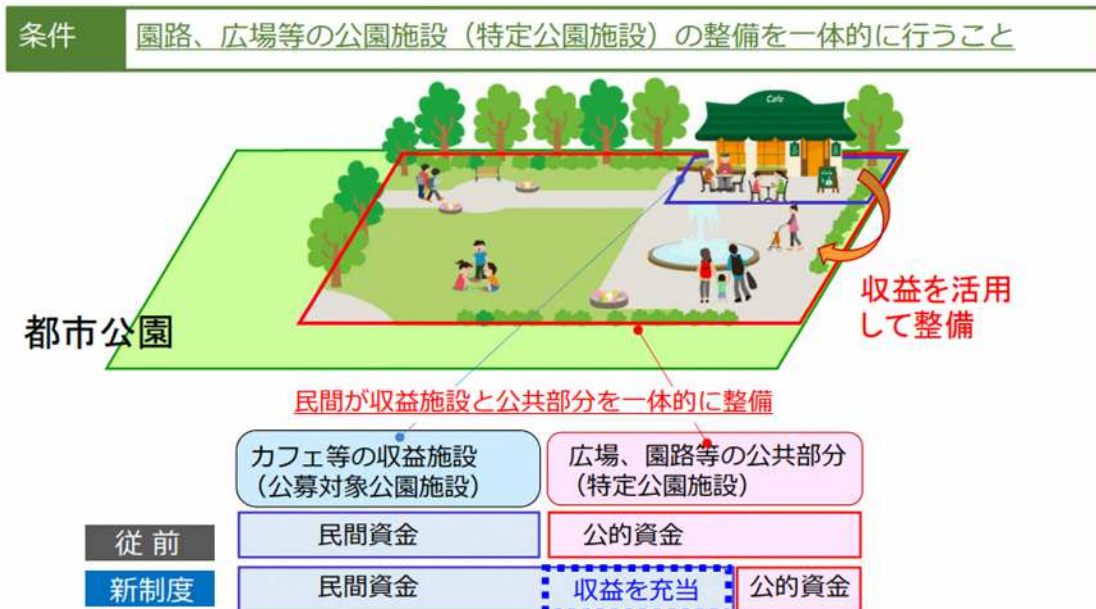 条件
園路、広場等の公園施設（特定公園施設）の整備を一体的に行うこと
Cafe
収益を活用
して整備
都市公園
民間が収益施設と公共部分を一体的に整備
カフェ等の収益施設
（公募対象公園施設）
広場、園路等の公共部分
（特定公園施設）
従前
民間資金
公的資金
新制度
民間資金
収益を充当
公的資金